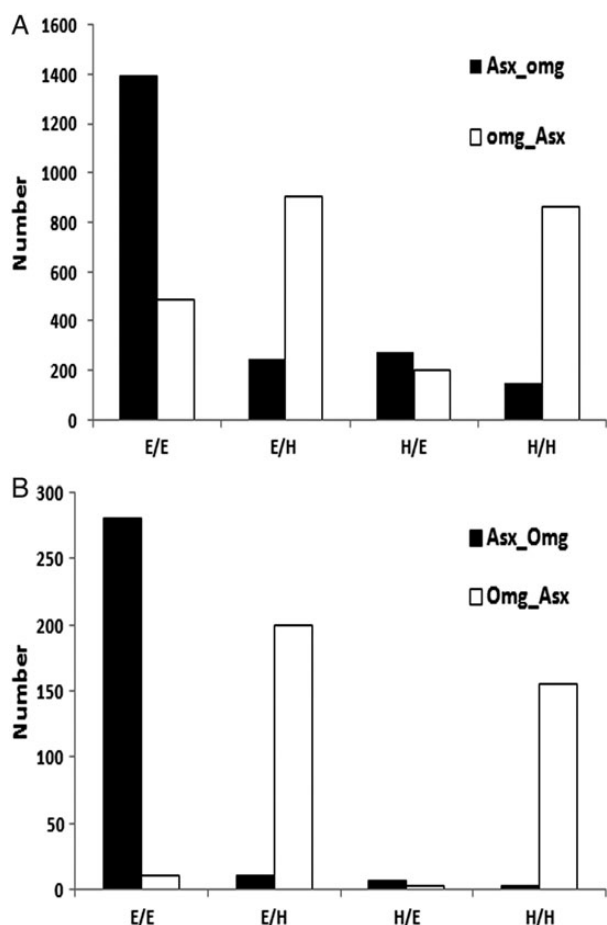 A
1600
1400
1200
1000
800
600
400
200
0
Number
Asx_omg
omg_Asx
E/E E/H H/E H/H
B
300
250
200
150
100
50
0
Number
Asx_Omg
Omg_Asx
E/E E/H H/E H/H